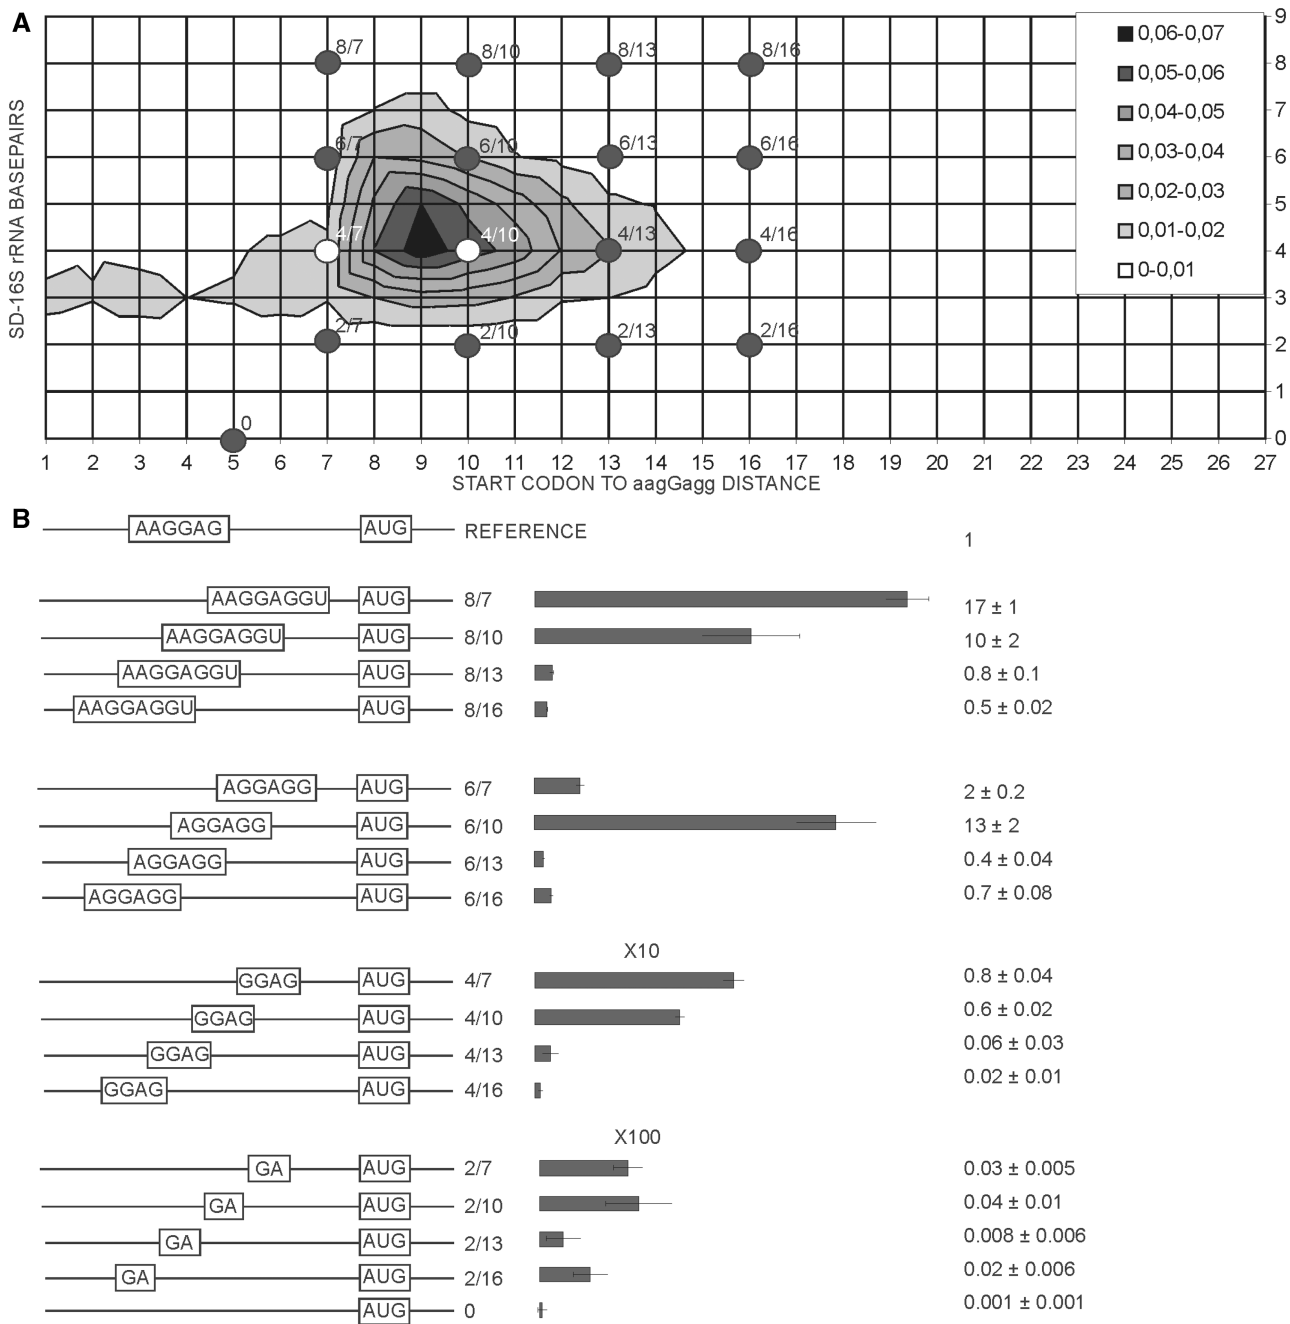 A
SD-16S rRNA BASEPAIRS
8/7
8/10
8/13
8/16
6/7
6/10
6/13
6/16
4/7
4/10
4/13
4/16
2/7
2/10
2/13
2/16
0
0,06-0,07
0,05-0,06
0,04-0,05
0,03-0,04
0,02-0,03
0,01-0,02
0-0,01
9
8
7
6
5
4
3
2
1
0
1 2 3 4 5 6 7 8 9 10 11 12 13 14 15 16 17 18 19 20 21 22 23 24 25 26 27
START CODON TO aagGagg DISTANCE
B
AAGGAG AUG REFERENCE 1
AAGGAGGU AUG 8/7 17 ± 1
AAGGAGGU AUG 8/10 10 ± 2
AAGGAGGU AUG 8/13 0.8 ± 0.1
AAGGAGGU AUG 8/16 0.5 ± 0.02
AGGAGG AUG 6/7 2 ± 0.2
AGGAGG AUG 6/10 13 ± 2
AGGAGG AUG 6/13 0.4 ± 0.04
AGGAGG AUG 6/16 0.7 ± 0.08
X10
GGAG AUG 4/7 0.8 ± 0.04
GGAG AUG 4/10 0.6 ± 0.02
GGAG AUG 4/13 0.06 ± 0.03
GGAG AUG 4/16 0.02 ± 0.01
X100
GA AUG 2/7 0.03 ± 0.005
GA AUG 2/10 0.04 ± 0.01
GA AUG 2/13 0.008 ± 0.006
GA AUG 2/16 0.02 ± 0.006
AUG 0 0.001 ± 0.001